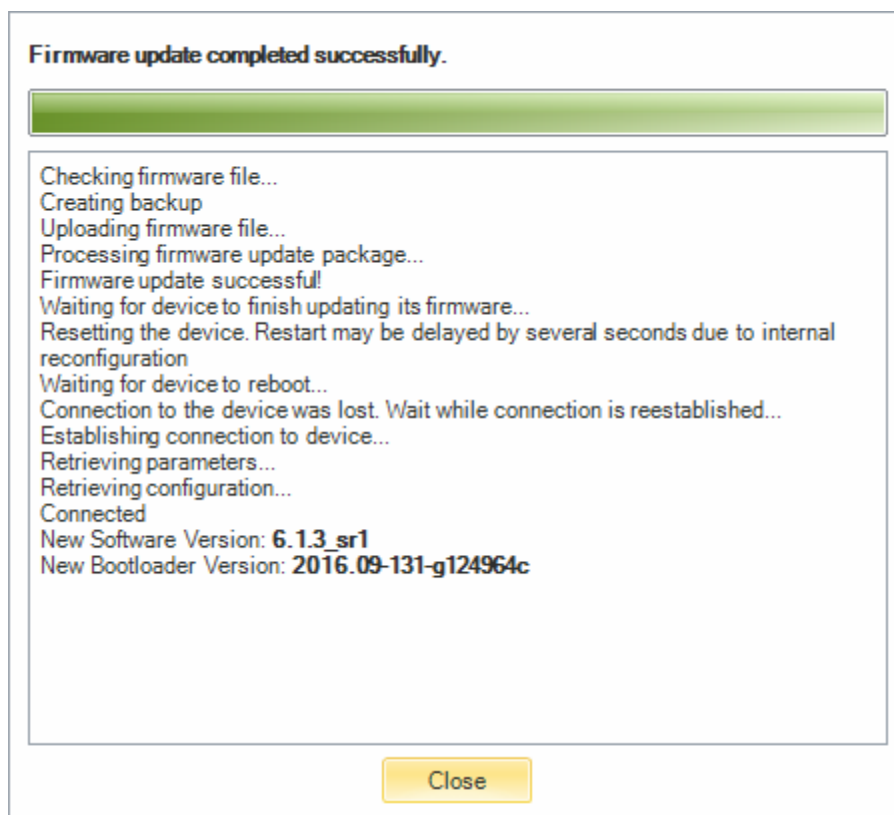 Firmware update completed successfully.
Checking firmware file...
Creating backup
Uploading firmware file...
Processing firmware update package...
Firmware update successful!
Waiting for device to finish updating its firmware...
Resetting the device. Restart may be delayed by several seconds due to internal
reconfiguration
Waiting for device to reboot...
Connection to the device was lost. Wait while connection is reestablished...
Establishing connection to device...
Retrieving parameters...
Retrieving configuration...
Connected
New Software Version: 6.1.3_sr1
New Bootloader Version: 2016.09-131-g124964c
Close